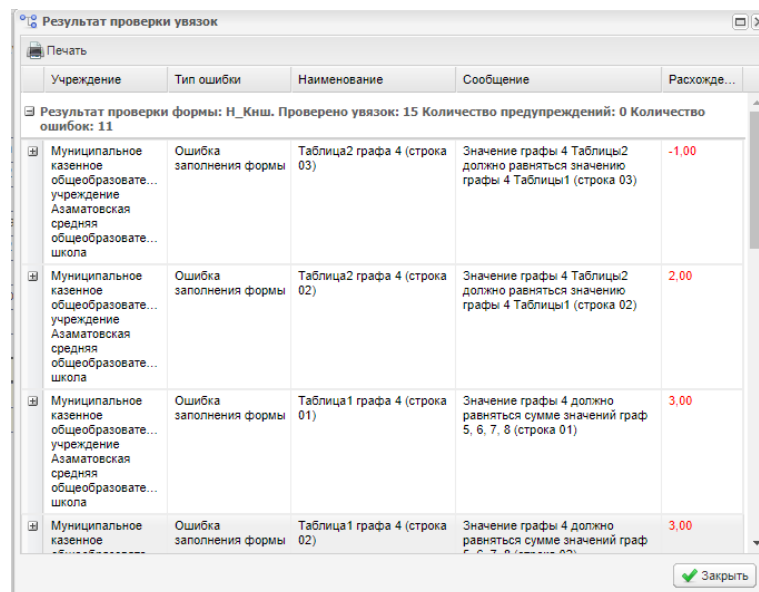 Результат проверки увязок
Печать
Учреждение Тип ошибки Наименование Сообщение Расхожде...
Результат проверки формы: Н_Кнш. Проверено увязок: 15 Количество предупреждений: 0 Количество
ошибок: 11
Муниципальное Ошибка Таблица2 графа 4 (строка Значение графы 4 Таблицы2 -1,00
казенное заполнения формы 03) должно равняться значению
общеобразовате... графы 4 Таблицы1 (строка 03)
учреждение
Азаматовская
средняя
общеобразовате...
школа
Муниципальное Ошибка Таблица2 графа 4 (строка Значение графы 4 Таблицы2 2,00
казенное заполнения формы 02) должно равняться значению
общеобразовате... графы 4 Таблицы1 (строка 02)
учреждение
Азаматовская
средняя
общеобразовате...
школа
Муниципальное Ошибка Таблица1 графа 4 (строка Значение графы 4 должно 3,00
казенное заполнения формы 01) равняться сумме значений граф
общеобразовате... 5, 6, 7, 8 (строка 01)
учреждение
Азаматовская
средняя
общеобразовате...
школа
Муниципальное Ошибка Таблица1 графа 4 (строка Значение графы 4 должно 3,00
казенное заполнения формы 02) равняться сумме значений граф
Закрыть